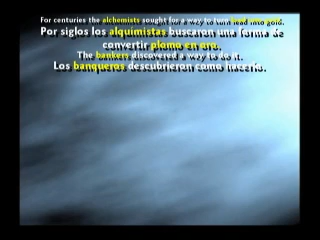 For centuries the alchemists sought for a way to turn lead into gold.
Por siglos los alquimistas buscaron una forma de
convertir plomo en oro.
The bankers discovered a way to do it.
Los banqueros descubrieron como hacerlo.